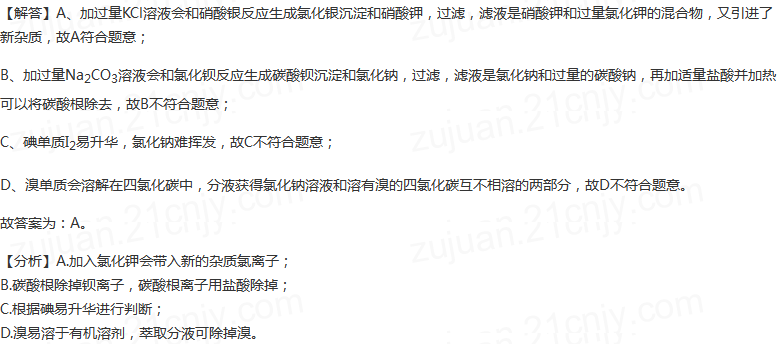 【解答】A、加过量KCl溶液会和硝酸银反应生成氯化银沉淀和硝酸钾，过滤，滤液是硝酸钾和过量氯化钾的混合物，又引进了
新杂质，故A符合题意；
B、加过量Na2CO3溶液会和氯化钡反应生成碳酸钡沉淀和氯化钠，过滤，滤液是氯化钠和过量的碳酸钠，再加适量盐酸并加热
可以将碳酸根除去，故B不符合题意；
C、碘单质I2易升华，氯化钠难挥发，故C不符合题意；
D、溴单质会溶解在四氯化碳中，分液获得氯化钠溶液和溶有溴的四氯化碳互不相溶的两部分，故D不符合题意。
故答案为：A。
【分析】A.加入氯化钾会带入新的杂质氯离子；
B.碳酸根除掉钡离子，碳酸根离子用盐酸除掉；
C.根据碘易升华进行判断；
D.溴易溶于有机溶剂，萃取分液可除掉溴。
zujuan.21cnjy.com